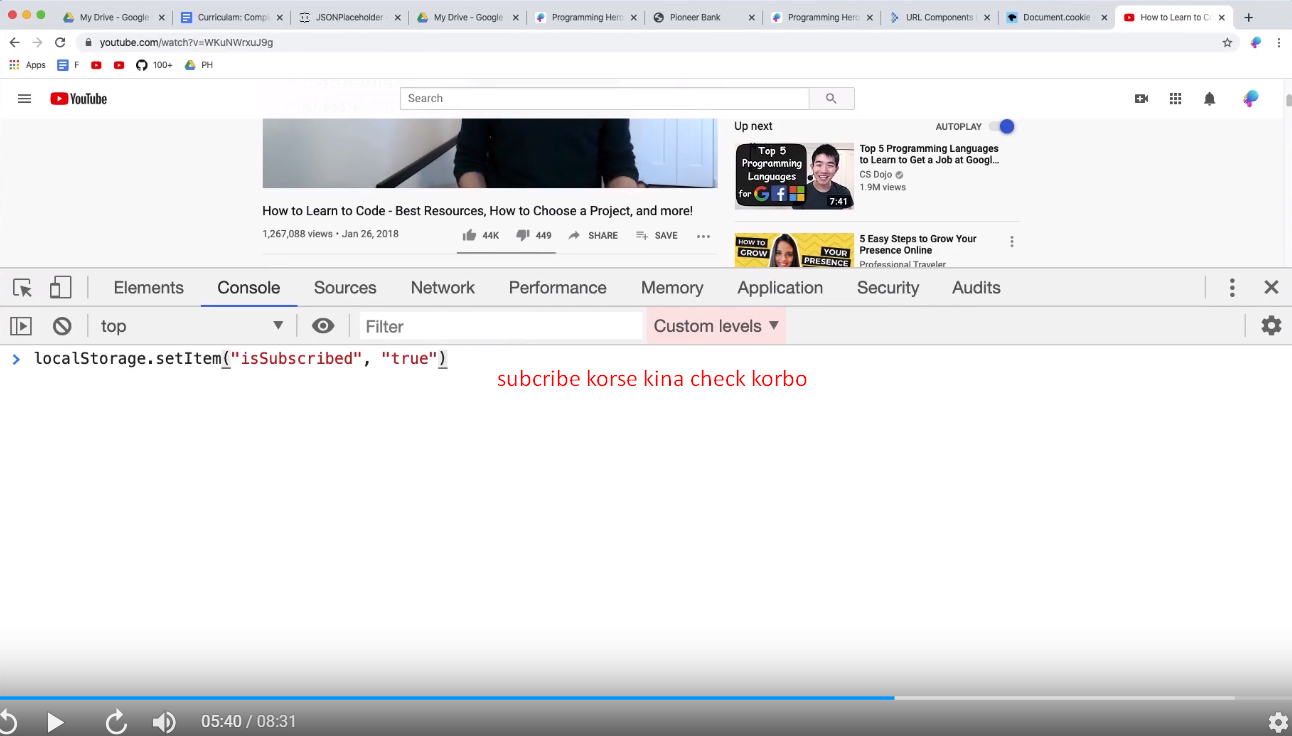 My Drive - Google
Curriculam: Compl
JSONPlaceholder
My Drive - Google
Programming Hero
Pioneer Bank
Programming Hero
URL Components
Document.cookie
How to Learn to C
youtube.com/watch?v=WKuNWrxuJ9g
Apps F 100+ PH
YouTube
Search
Up next AUTOPLAY
Top 5
Programming
Languages
for
7:41
Top 5 Programming Languages
to Learn to Get a Job at Googl...
CS Dojo
1.9M views
How to Learn to Code - Best Resources, How to Choose a Project, and more!
1,267,088 views • Jan 26, 2018
44K 449 SHARE SAVE
HOW TO
GROW
YOUR
PRESENCE
5 Easy Steps to Grow Your
Presence Online
Professional Traveler
Elements Console Sources Network Performance Memory Application Security Audits
top Filter Custom levels
localStorage.setItem("isSubscribed", "true")
subcribe korse kina check korbo
05:40 / 08:31